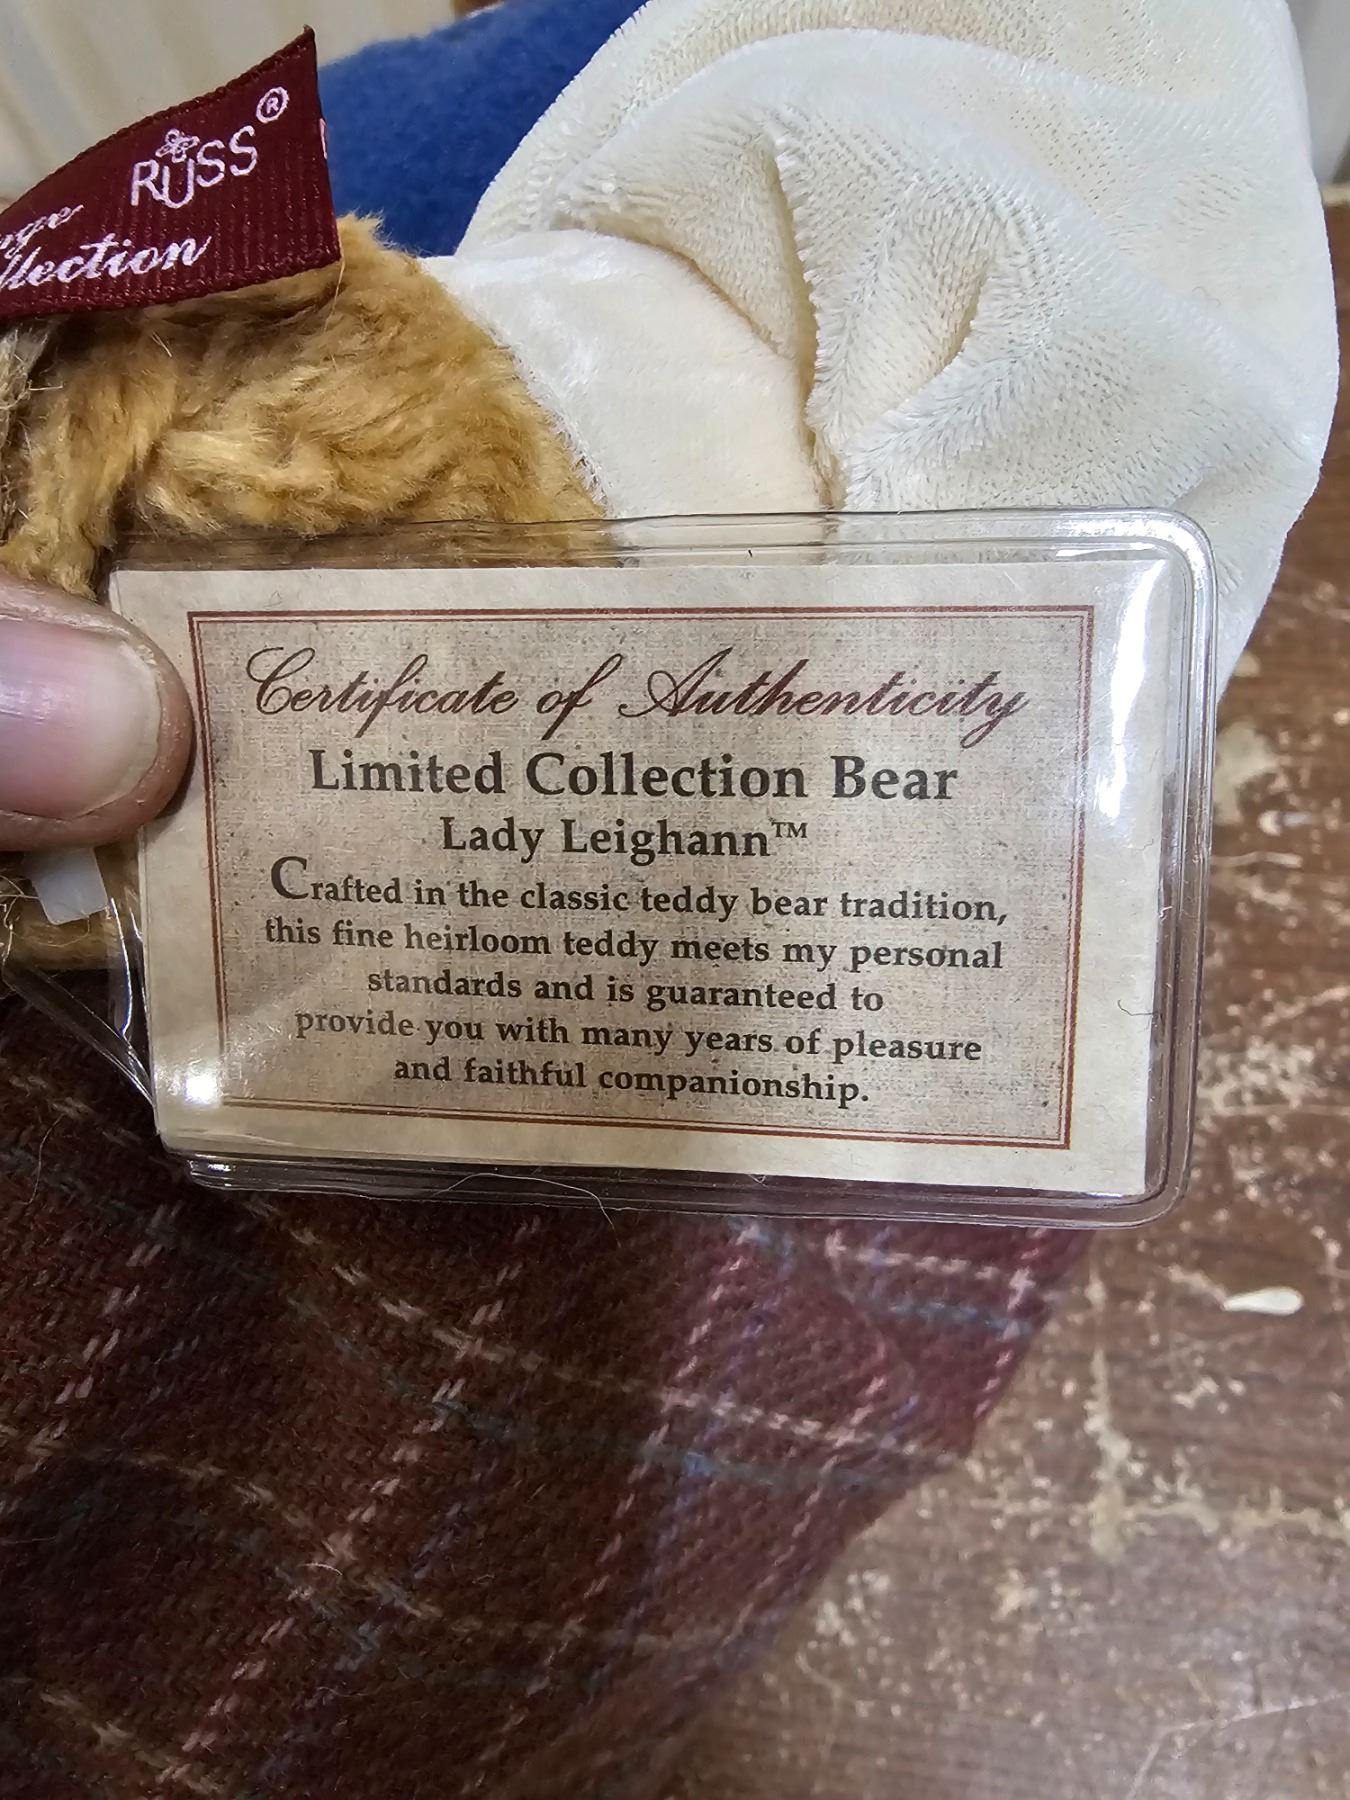 RUSS®
Certificate of Authenticity
Limited Collection Bear
Lady Leighann™
Crafted in the classic teddy bear tradition,
this fine heirloom teddy meets my personal
standards and is guaranteed to
provide you with many years of pleasure
and faithful companionship.